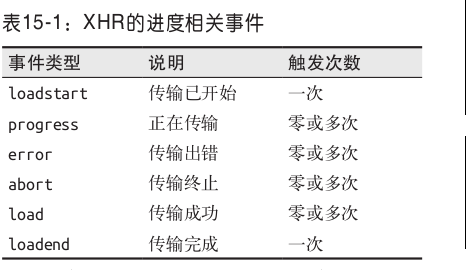 表15-1：XHR的进度相关事件
事件类型 说明 触发次数
loadstart 传输已开始 一次
progress 正在传输 零或多次
error 传输出错 零或多次
abort 传输终止 零或多次
load 传输成功 零或多次
loadend 传输完成 一次